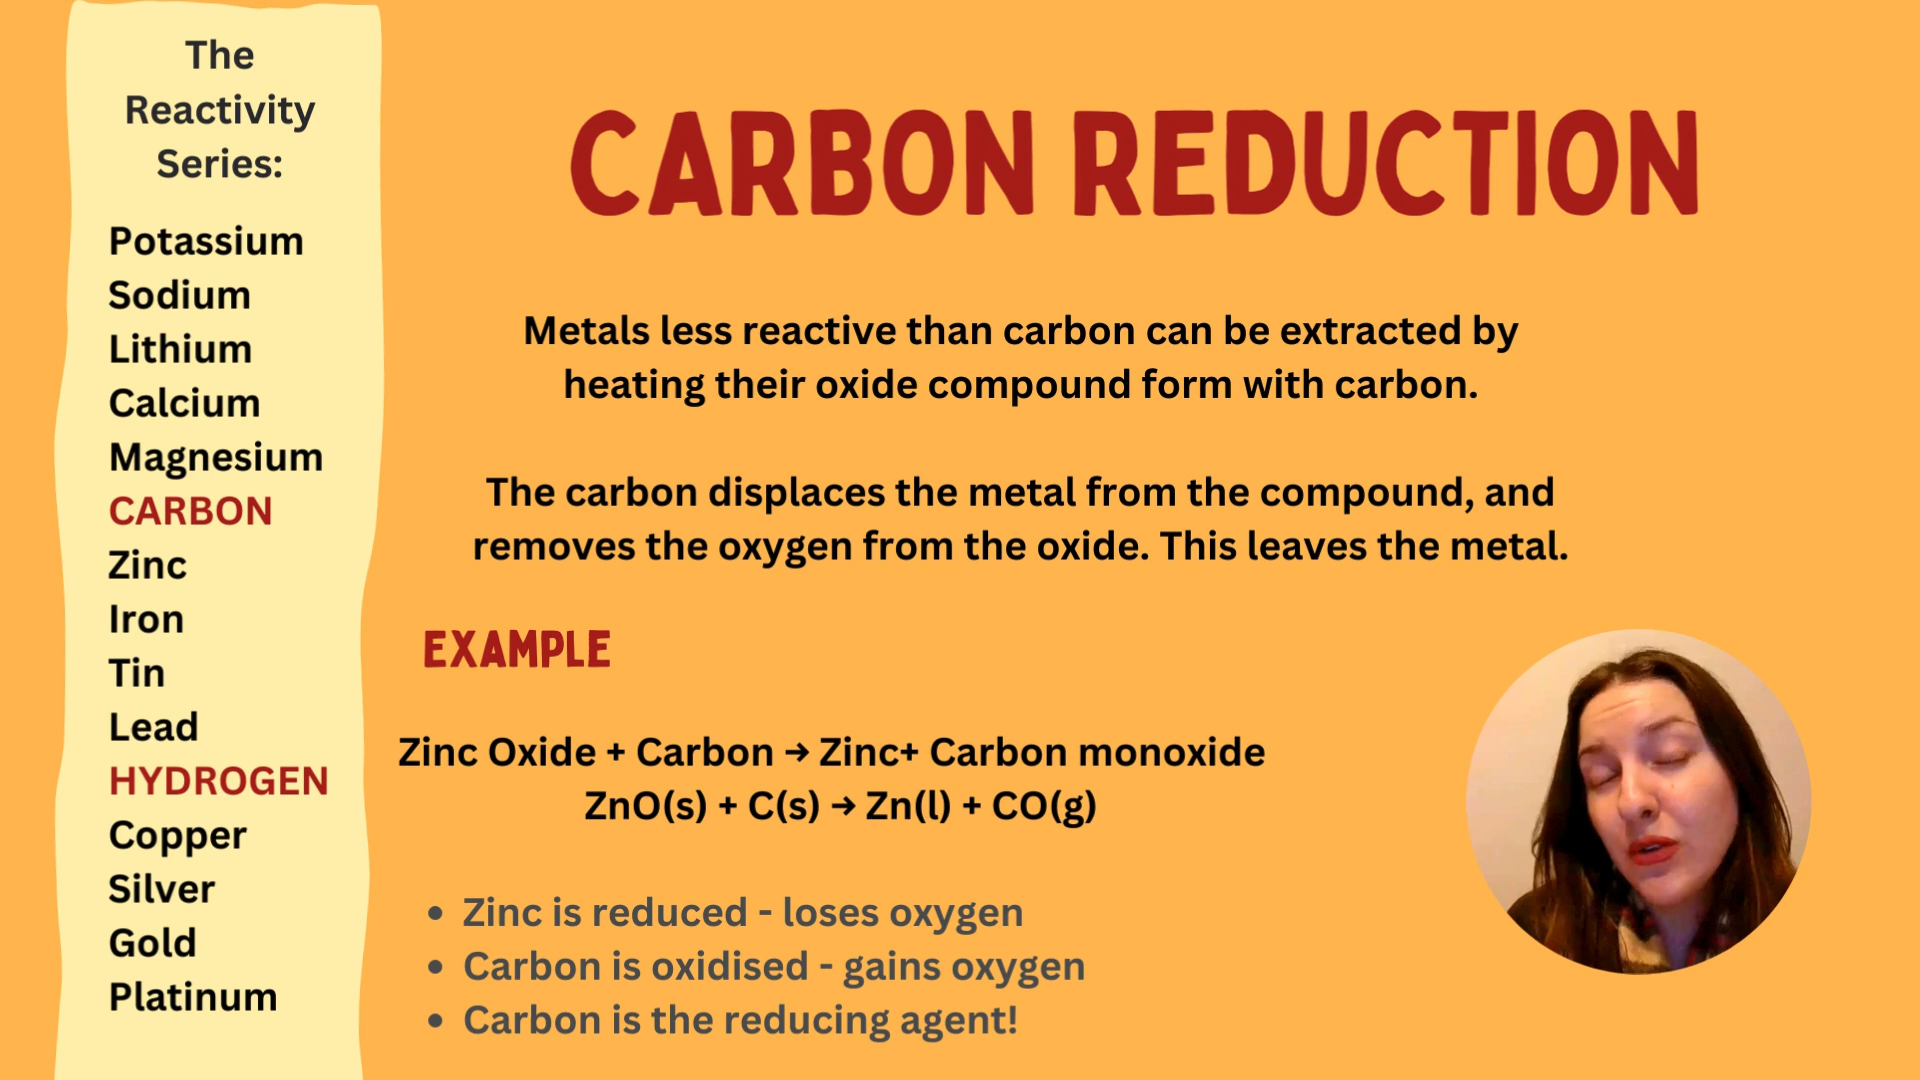 The
Reactivity
Series:
Potassium
Sodium
Lithium
Calcium
Magnesium
CARBON
Zinc
Iron
Tin
Lead
HYDROGEN
Copper
Silver
Gold
Platinum
CARBON REDUCTION
Metals less reactive than carbon can be extracted by
heating their oxide compound form with carbon.
The carbon displaces the metal from the compound, and
removes the oxygen from the oxide. This leaves the metal.
EXAMPLE
Zinc Oxide + Carbon → Zinc+ Carbon monoxide
ZnO(s) + C(s) → Zn(l) + CO(g)
• Zinc is reduced - loses oxygen
• Carbon is oxidised - gains oxygen
• Carbon is the reducing agent!